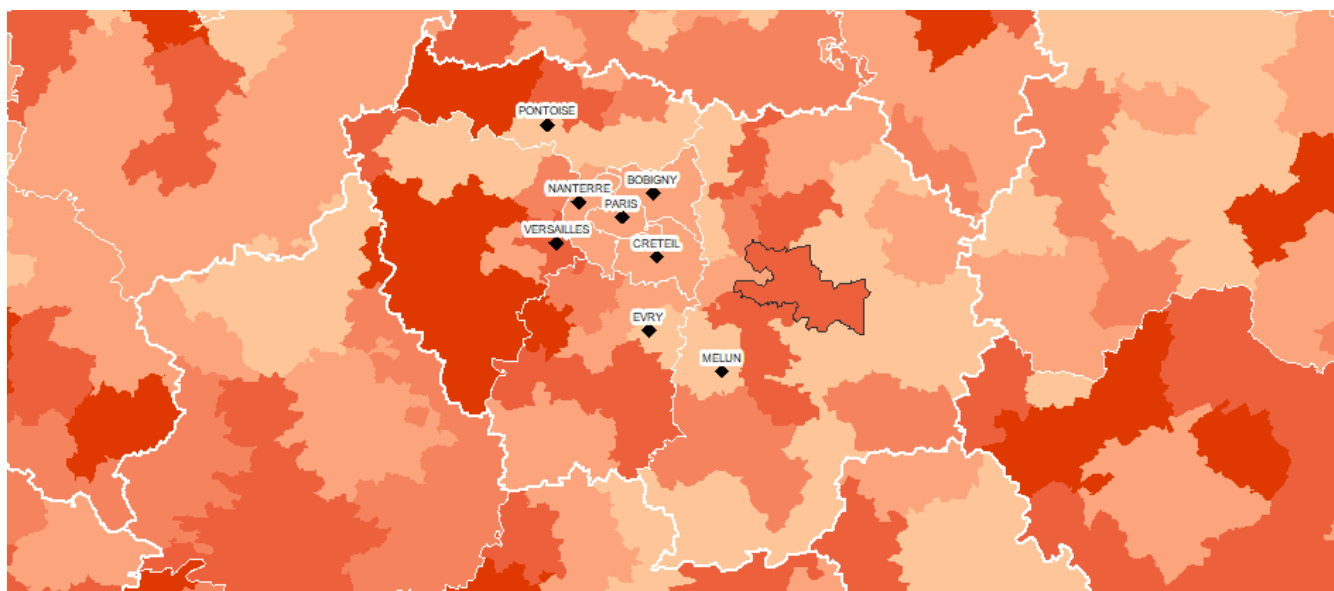 PONTOISE
BOBIGNY
NANTERRE
PARIS
VERSAILLES
CRETEIL
EVRY
MELUN